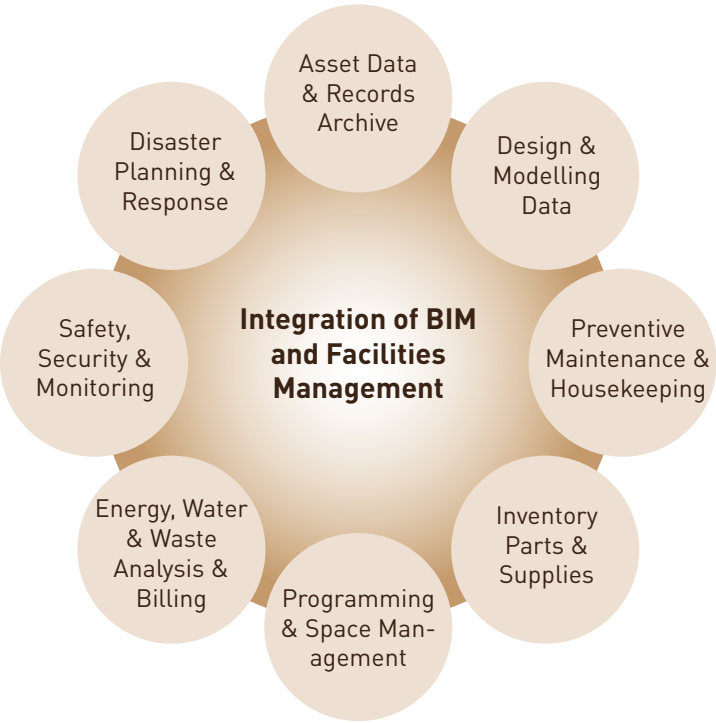 Asset Data
& Records
Archive
Design &
Modelling
Data
Preventive
Maintenance &
Housekeeping
Inventory
Parts &
Supplies
Programming
& Space Man-
agement
Energy, Water
& Waste
Analysis &
Billing
Safety,
Security &
Monitoring
Disaster
Planning &
Response
Integration of BIM
and Facilities
Management